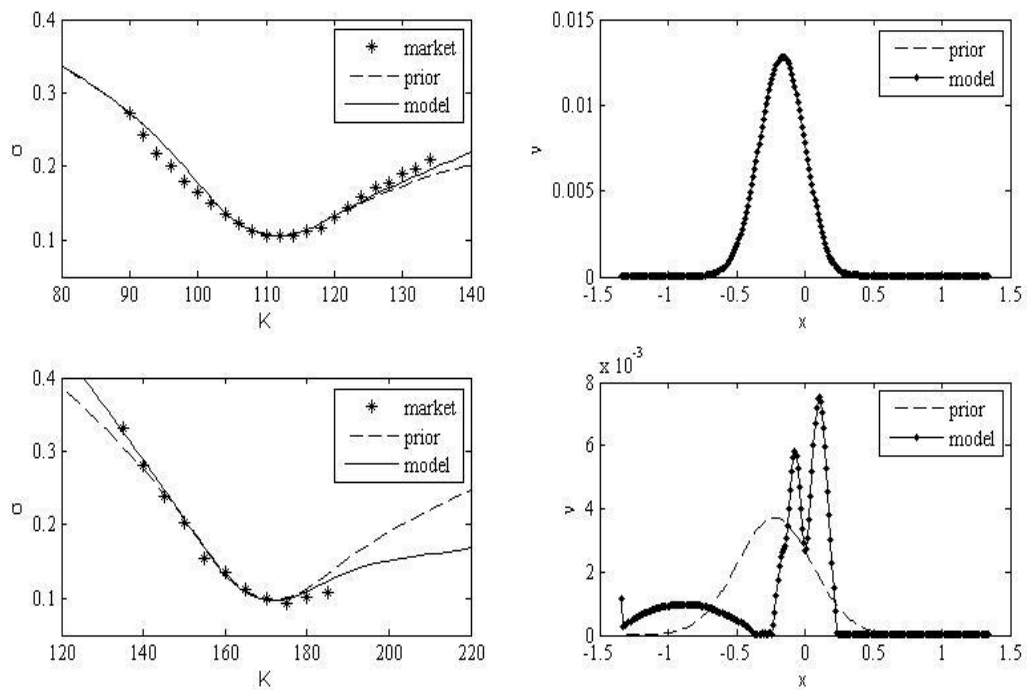 0.4
0.3
0.2
0.1
σ
80 90 100 110 120 130 140
K
market
prior
model
0.015
0.01
0.005
0
ν
-1.5 -1 -0.5 0 0.5 1 1.5
x
prior
model
0.4
0.3
0.2
0.1
σ
120 140 160 180 200 220
K
market
prior
model
x 10⁻³
8
6
4
2
0
ν
-1.5 -1 -0.5 0 0.5 1 1.5
x
prior
model